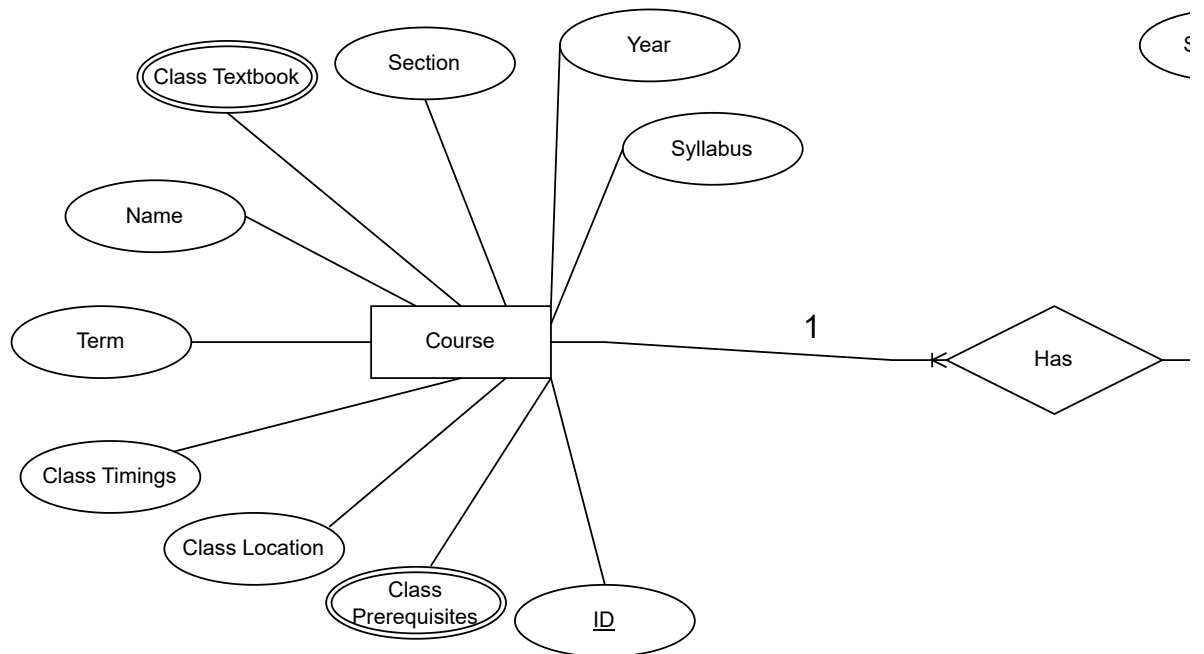 Year
Section
Class Textbook
Syllabus
Name
1
Term
Course
Has
Class Timings
Class Location
Class
Prerequisites
ID